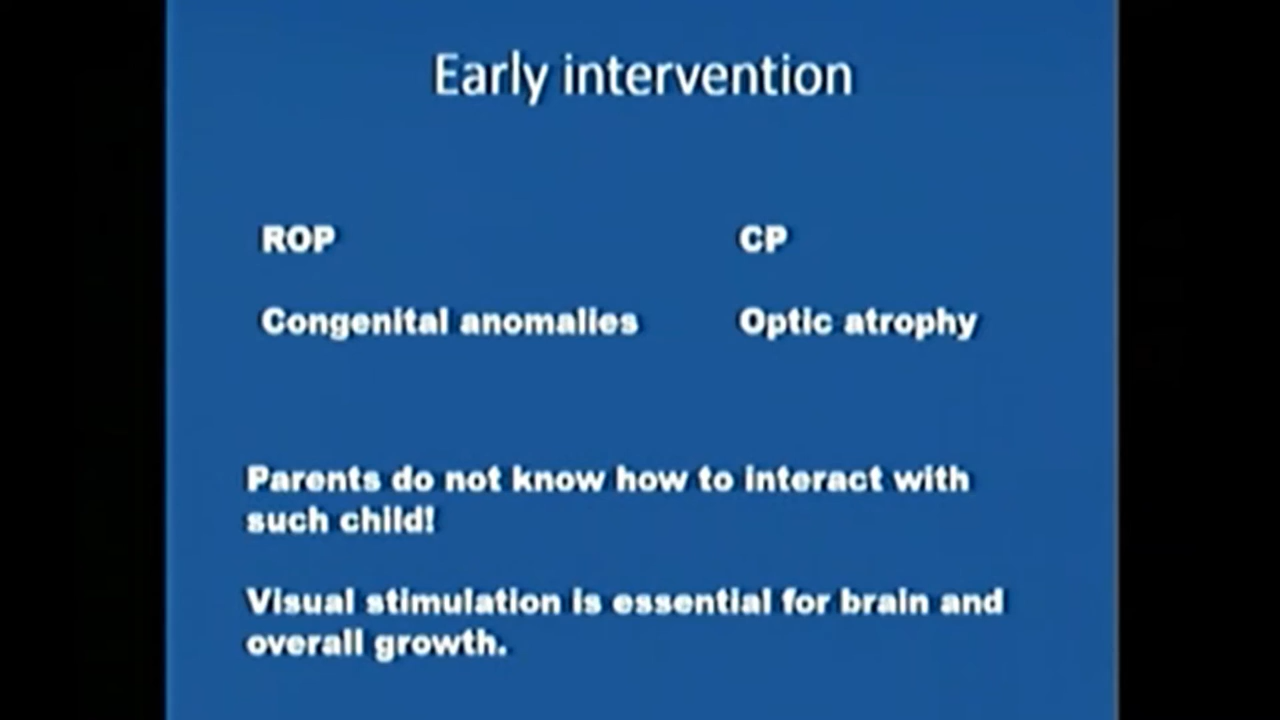 Early intervention
ROP
CP
Congenital anomalies
Optic atrophy
Parents do not know how to interact with
such child!
Visual stimulation is essential for brain and
overall growth.